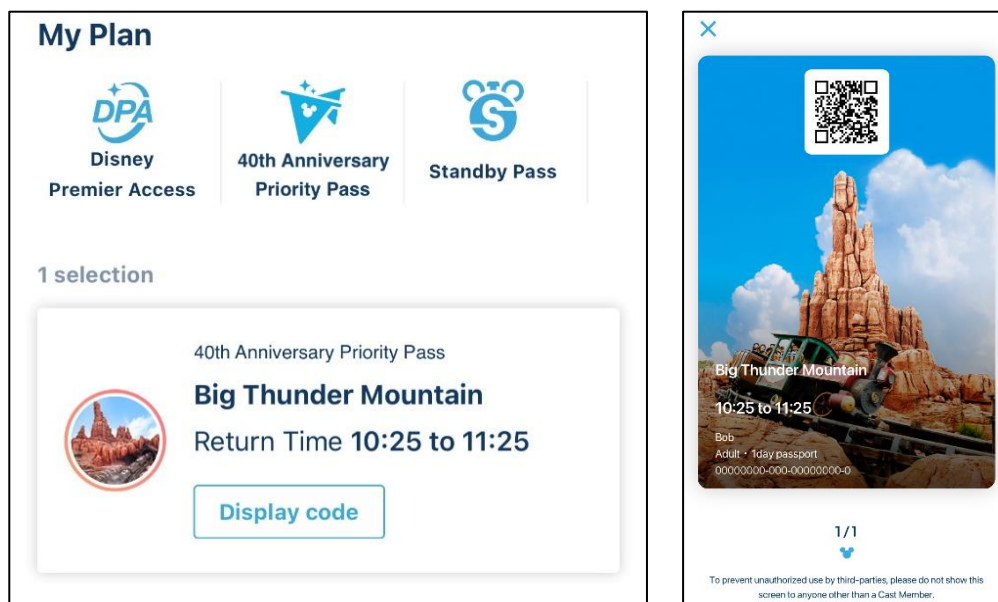 My Plan
DPA
Disney
Premier Access
40th Anniversary
Priority Pass
S
Standby Pass
1 selection
40th Anniversary Priority Pass
Big Thunder Mountain
Return Time 10:25 to 11:25
Display code
Big Thunder Mountain
10:25 to 11:25
Bob
Adult・1day passport
00000000-000-00000000-0
1/1
To prevent unauthorized use by third-parties, please do not show this
screen to anyone other than a Cast Member.